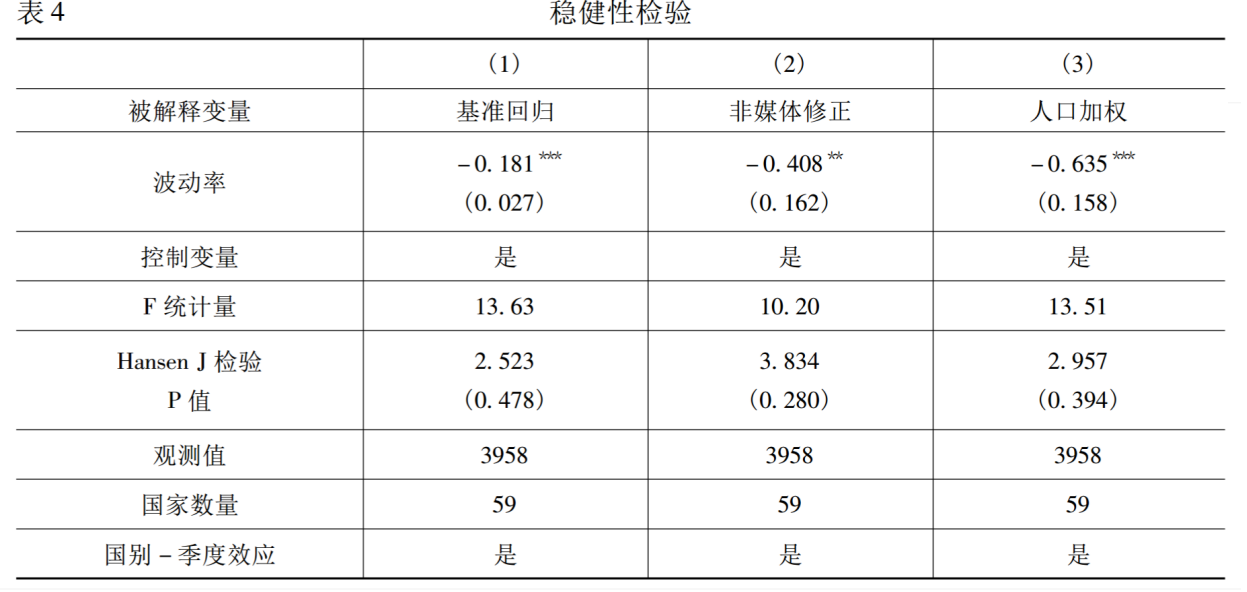 表 4 稳健性检验
(1) (2) (3)
被解释变量 基准回归 非媒体修正 人口加权
波动率 -0. 181*** -0. 408** -0. 635***
(0. 027) (0. 162) (0. 158)
控制变量 是 是 是
F 统计量 13. 63 10. 20 13. 51
Hansen J 检验 2. 523 3. 834 2. 957
P 值 (0. 478) (0. 280) (0. 394)
观测值 3958 3958 3958
国家数量 59 59 59
国别-季度效应 是 是 是